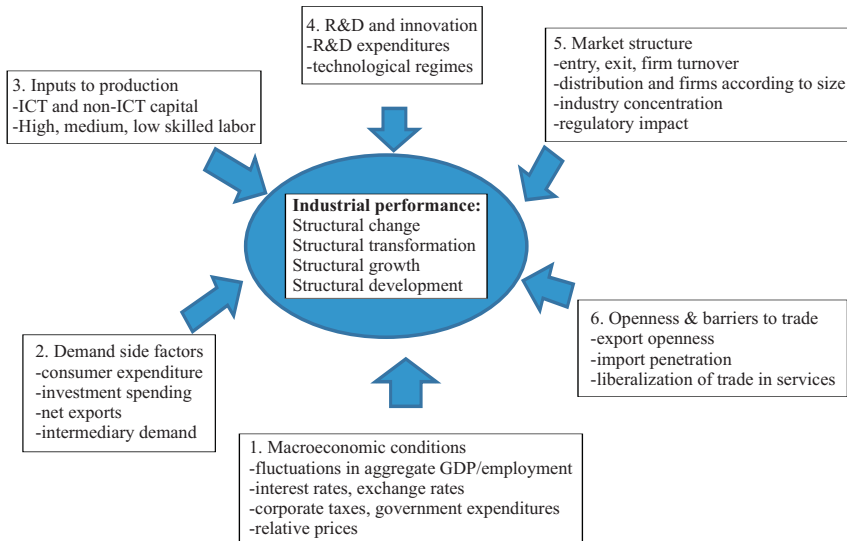 4. R&D and innovation
-R&D expenditures
-technological regimes
5. Market structure
-entry, exit, firm turnover
-distribution and firms according to size
-industry concentration
-regulatory impact
3. Inputs to production
-ICT and non-ICT capital
-High, medium, low skilled labor
Industrial performance:
Structural change
Structural transformation
Structural growth
Structural development
2. Demand side factors
-consumer expenditure
-investment spending
-net exports
-intermediary demand
6. Openness & barriers to trade
-export openness
-import penetration
-liberalization of trade in services
1. Macroeconomic conditions
-fluctuations in aggregate GDP/employment
-interest rates, exchange rates
-corporate taxes, government expenditures
-relative prices